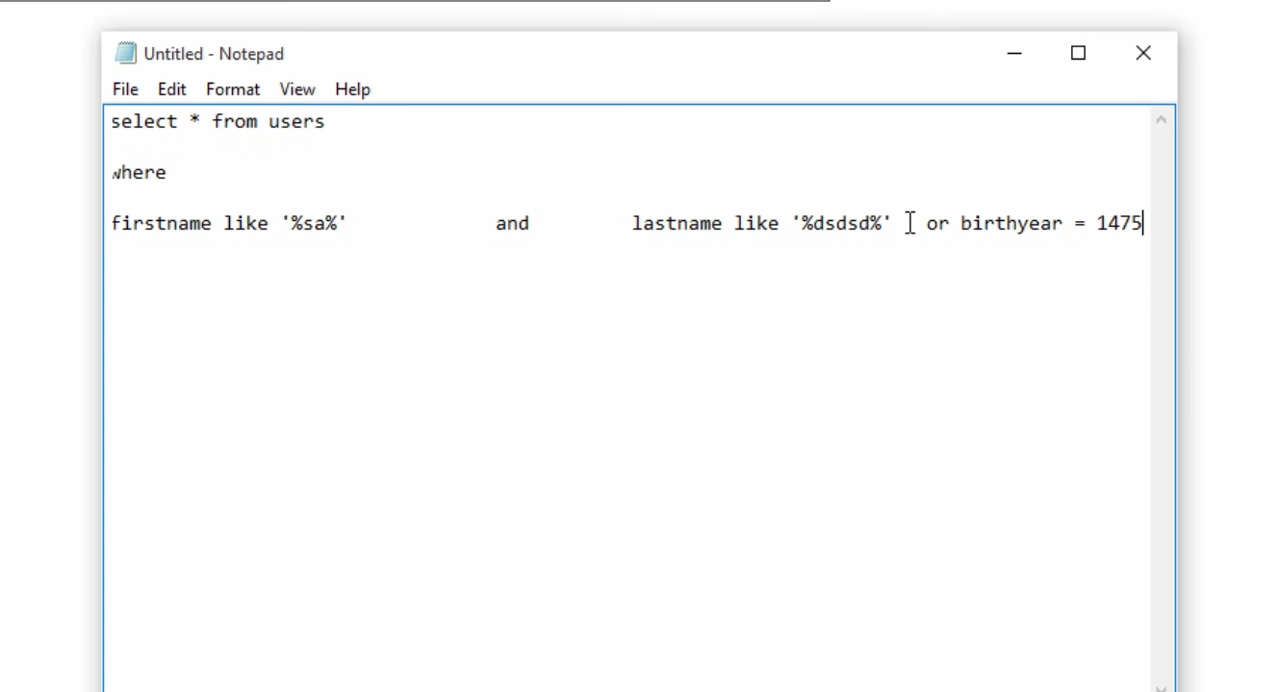 Untitled - Notepad
File Edit Format View Help
select * from users
where
firstname like '%sa%' and lastname like '%dsdsd%' or birthyear = 1475